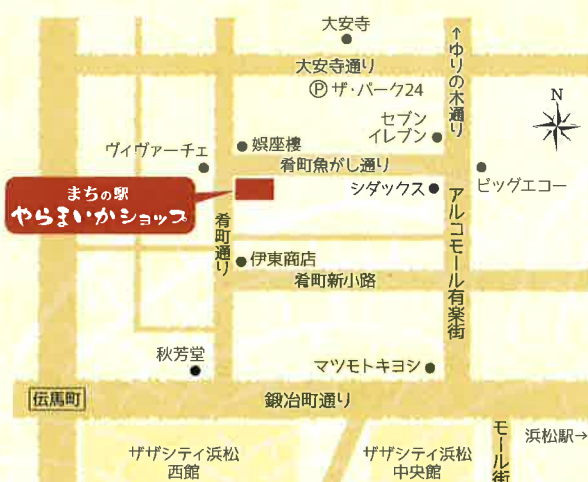 大安寺
↑ゆりの木通り
大安寺通り
Ⓟザ・パーク24
N
セブン
イレブン
娯座樓
ヴィヴァーチェ
肴町魚がし通り
ビッグエコー
シダックス
まちの駅
やらまいかショップ
肴町通り
アルコモール有楽街
伊東商店
肴町新小路
秋芳堂
マツモトキヨシ
伝馬町
鍛冶町通り
浜松駅→
モール街
ザザシティ浜松
西館
ザザシティ浜松
中央館